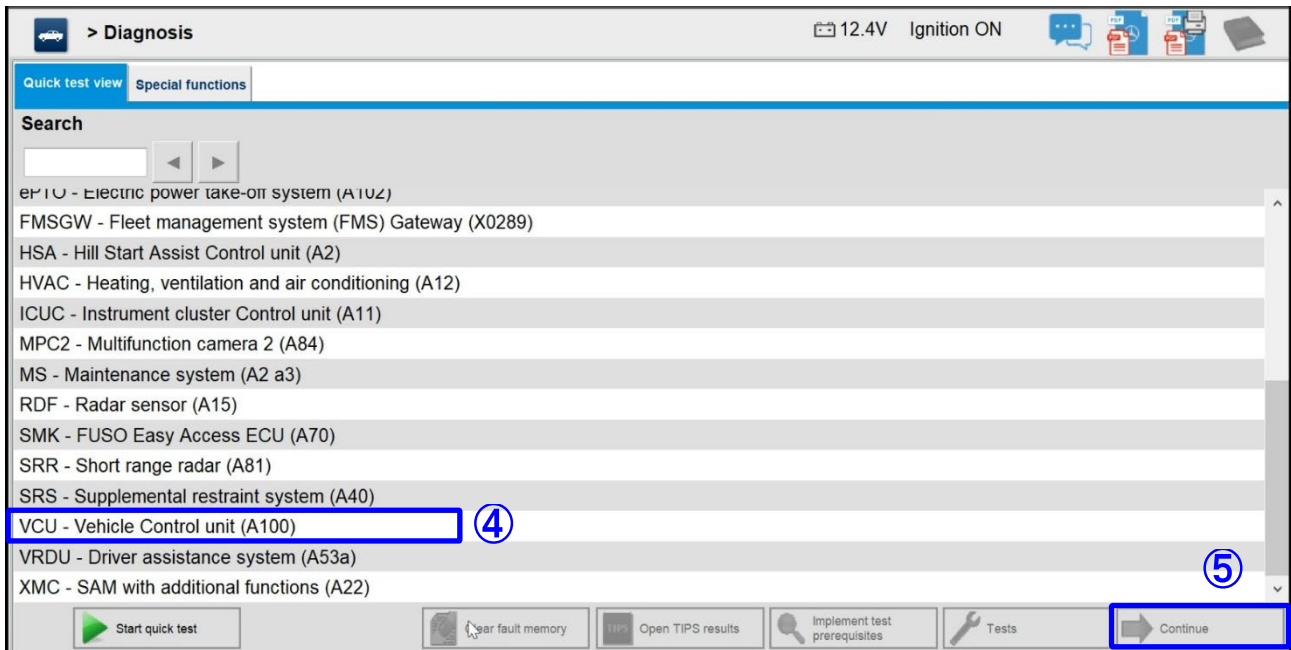 > Diagnosis 12.4V Ignition ON
Quick test view Special functions
Search
ePTO - Electric power take-off system (A102)
FMSGW - Fleet management system (FMS) Gateway (X0289)
HSA - Hill Start Assist Control unit (A2)
HVAC - Heating, ventilation and air conditioning (A12)
ICUC - Instrument cluster Control unit (A11)
MPC2 - Multifunction camera 2 (A84)
MS - Maintenance system (A2 a3)
RDF - Radar sensor (A15)
SMK - FUSO Easy Access ECU (A70)
SRR - Short range radar (A81)
SRS - Supplemental restraint system (A40)
VCU - Vehicle Control unit (A100) ④
VRDU - Driver assistance system (A53a)
⑤
XMC - SAM with additional functions (A22)
Start quick test Clear fault memory TIPS Open TIPS results Implement test prerequisites Tests Continue